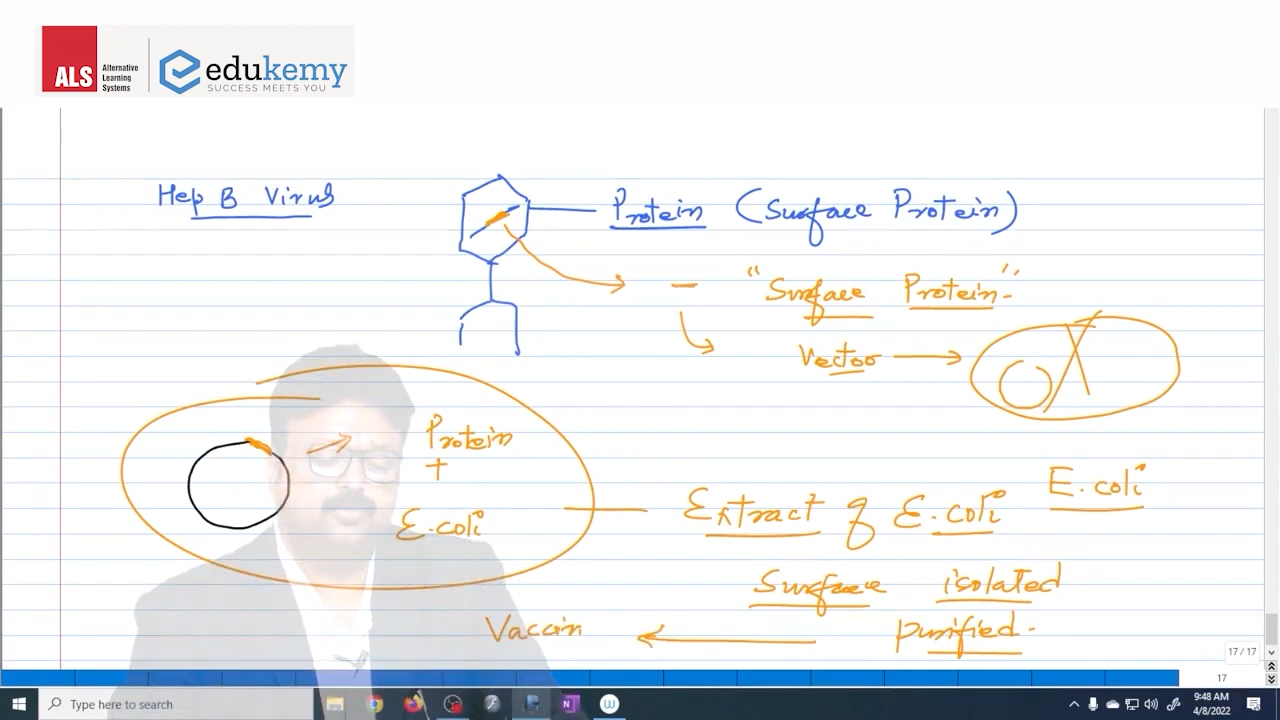 ALS
Alternative
Learning
Systems
edukemy
SUCCESS MEETS YOU
Hep B Virus
Protein (Surface Protein)
- "Surface Protein-"
Vector
Protein
+
E.coli
Extract of E.coli
E.coli
Surface isolated
Vaccin
purified.
17 / 17
17
Type here to search
9:48 AM
4/8/2022